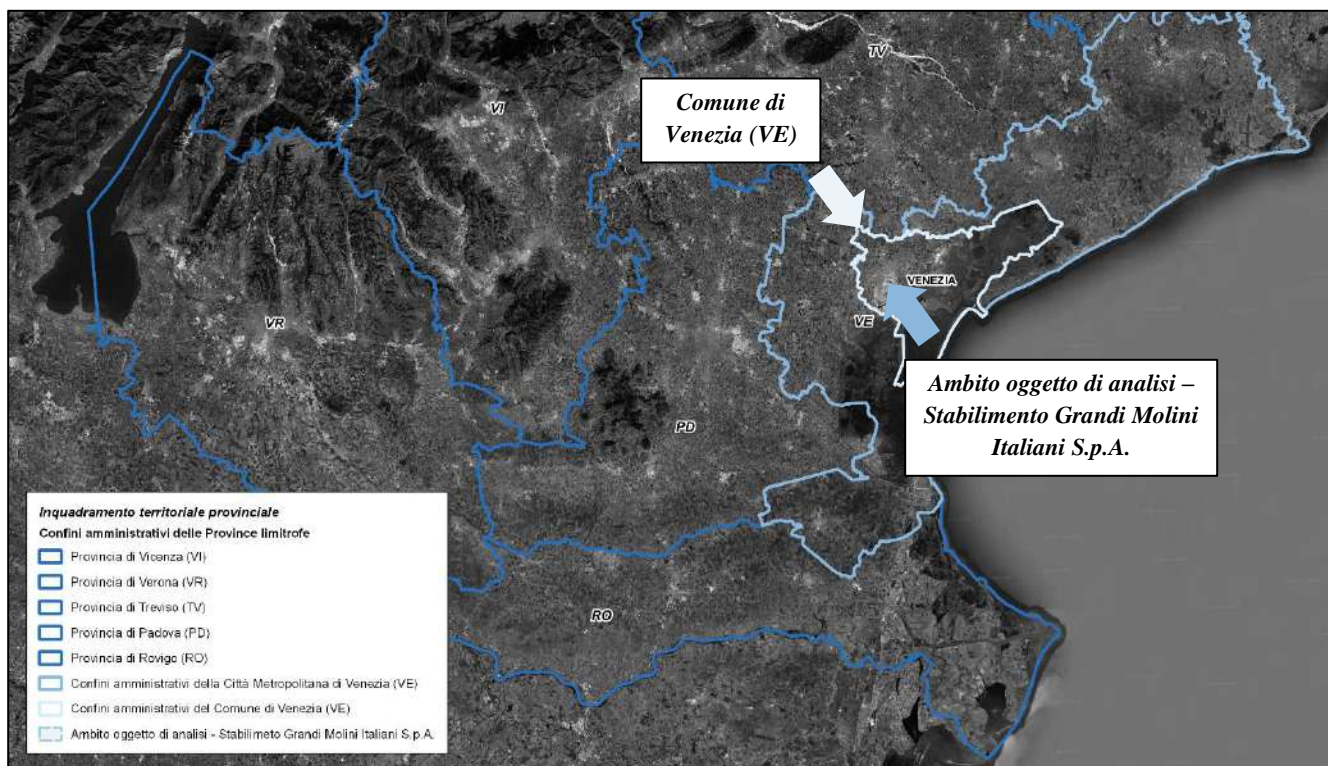 TV
Comune di
Venezia (VE)
VI
VENEZIA
VR
VE
Ambito oggetto di analisi –
Stabilimento Grandi Molini
Italiani S.p.A.
PD
Inquadramento territoriale provinciale
Confini amministrativi delle Province limitrofe
Provincia di Vicenza (VI)
Provincia di Verona (VR)
Provincia di Treviso (TV)
Provincia di Padova (PD)
Provincia di Rovigo (RO)
Confini amministrativi della Città Metropolitana di Venezia (VE)
Confini amministrativi del Comune di Venezia (VE)
Ambito oggetto di analisi - Stabilimeto Grandi Molini Italiani S.p.A.
RO